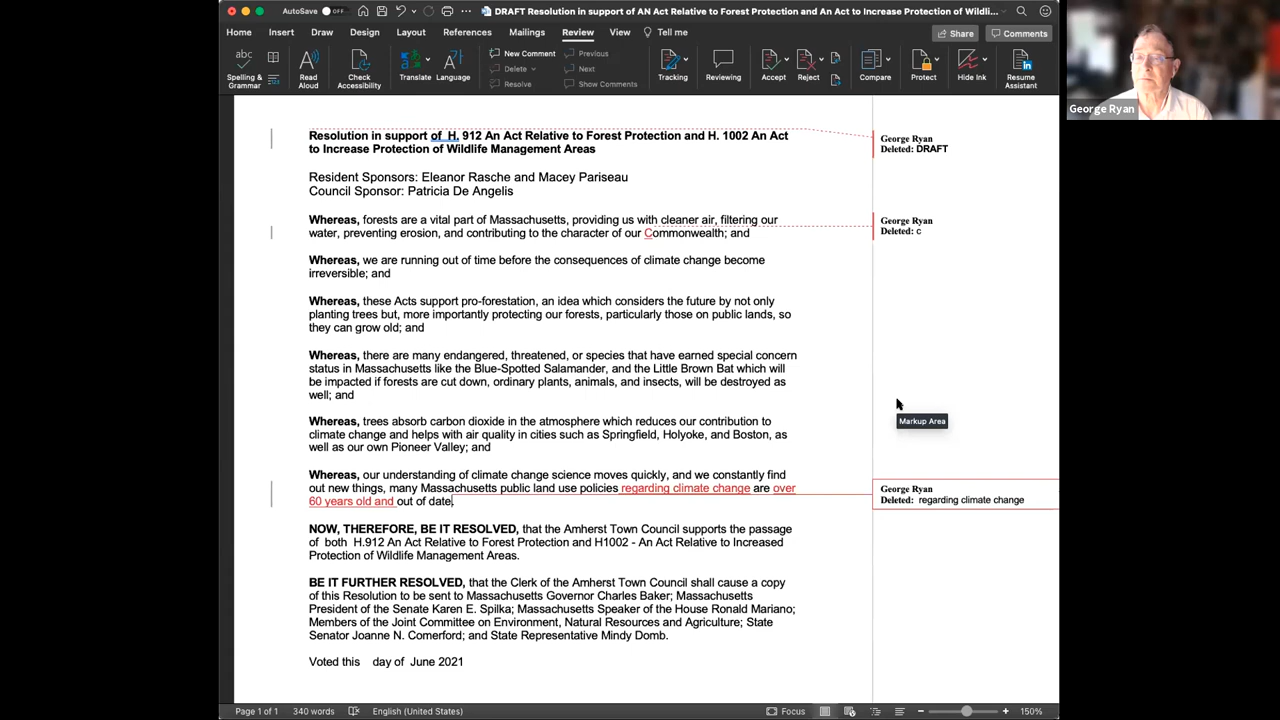 AutoSave OFF
DRAFT Resolution in support of AN Act Relative to Forest Protection and An Act to Increase Protection of Wildli...
Home Insert Draw Design Layout References Mailings Review View Tell me Share Comments
Spelling & Grammar
Read Aloud
Check Accessibility
Translate
Language
New Comment
Delete
Resolve
Previous
Next
Show Comments
Tracking
Reviewing
Accept
Reject
Compare
Protect
Hide Ink
Resume Assistant
George Ryan
Resolution in support of H. 912 An Act Relative to Forest Protection and H. 1002 An Act
to Increase Protection of Wildlife Management Areas
George Ryan
Deleted: DRAFT
Resident Sponsors: Eleanor Rasche and Macey Pariseau
Council Sponsor: Patricia De Angelis
Whereas, forests are a vital part of Massachusetts, providing us with cleaner air, filtering our
water, preventing erosion, and contributing to the character of our Commonwealth; and
George Ryan
Deleted: c
Whereas, we are running out of time before the consequences of climate change become
irreversible; and
Whereas, these Acts support pro-forestation, an idea which considers the future by not only
planting trees but, more importantly protecting our forests, particularly those on public lands, so
they can grow old; and
Whereas, there are many endangered, threatened, or species that have earned special concern
status in Massachusetts like the Blue-Spotted Salamander, and the Little Brown Bat which will
be impacted if forests are cut down, ordinary plants, animals, and insects, will be destroyed as
well; and
Markup Area
Whereas, trees absorb carbon dioxide in the atmosphere which reduces our contribution to
climate change and helps with air quality in cities such as Springfield, Holyoke, and Boston, as
well as our own Pioneer Valley; and
Whereas, our understanding of climate change science moves quickly, and we constantly find
out new things, many Massachusetts public land use policies regarding climate change are over
60 years old and out of date.
George Ryan
Deleted: regarding climate change
NOW, THEREFORE, BE IT RESOLVED, that the Amherst Town Council supports the passage
of both H.912 An Act Relative to Forest Protection and H1002 - An Act Relative to Increased
Protection of Wildlife Management Areas.
BE IT FURTHER RESOLVED, that the Clerk of the Amherst Town Council shall cause a copy
of this Resolution to be sent to Massachusetts Governor Charles Baker; Massachusetts
President of the Senate Karen E. Spilka; Massachusetts Speaker of the House Ronald Mariano;
Members of the Joint Committee on Environment, Natural Resources and Agriculture; State
Senator Joanne N. Comerford; and State Representative Mindy Domb.
Voted this day of June 2021
Page 1 of 1 340 words English (United States) Focus 150%